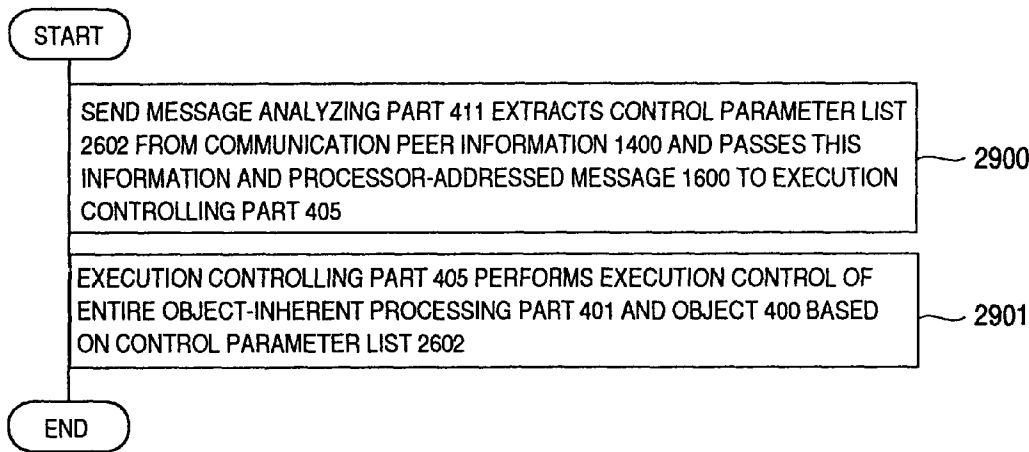 START
SEND MESSAGE ANALYZING PART 411 EXTRACTS CONTROL PARAMETER LIST
2602 FROM COMMUNICATION PEER INFORMATION 1400 AND PASSES THIS
INFORMATION AND PROCESSOR-ADDRESSED MESSAGE 1600 TO EXECUTION
CONTROLLING PART 405
2900
EXECUTION CONTROLLING PART 405 PERFORMS EXECUTION CONTROL OF
ENTIRE OBJECT-INHERENT PROCESSING PART 401 AND OBJECT 400 BASED
ON CONTROL PARAMETER LIST 2602
2901
END